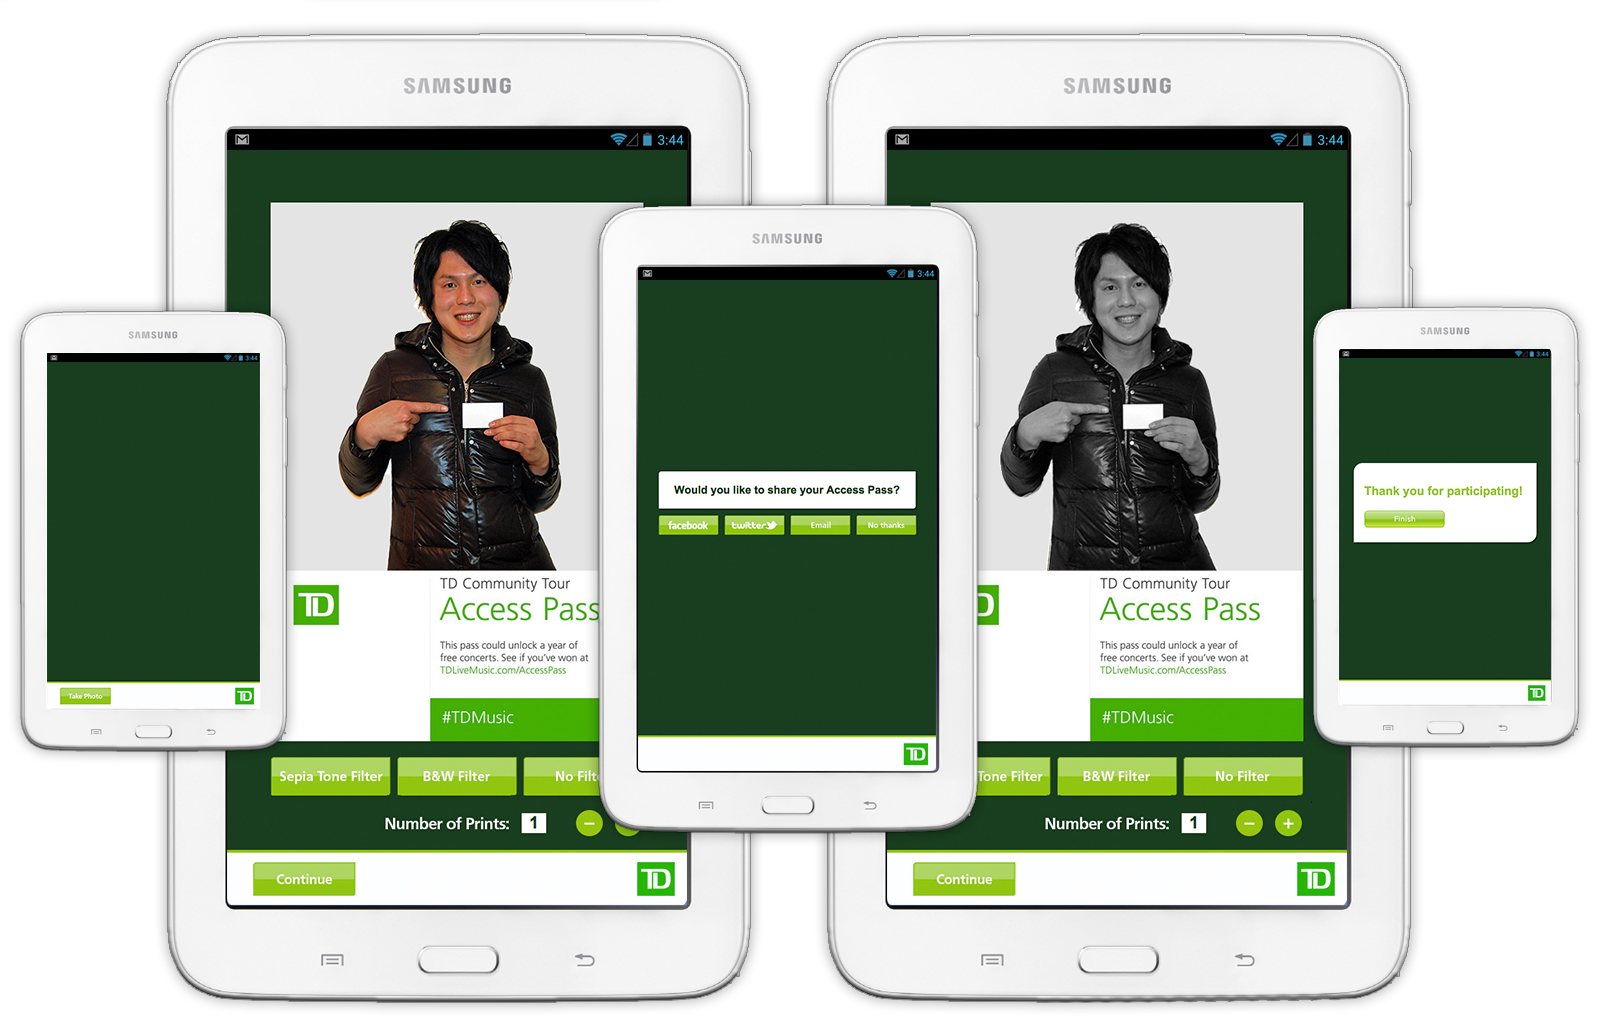 SAMSUNG
3:44
TD
TD Community Tour
Access Pass
This pass could unlock a year of
free concerts. See if you've won at
TDLiveMusic.com/AccessPass
#TDMusic
Sepia Tone Filter
B&W Filter
No Filte
Number of Prints: 1 −
Continue
TD
SAMSUNG
3:44
TD Community Tour
Access Pass
This pass could unlock a year of
free concerts. See if you've won at
TDLiveMusic.com/AccessPass
#TDMusic
Tone Filter
B&W Filter
No Filter
Number of Prints: 1 − +
Continue
TD
SAMSUNG
3:44
Would you like to share your Access Pass?
facebook
twitter
Email
No thanks
TD
SAMSUNG
3:44
Take Photo
TD
SAMSUNG
3:44
Thank you for participating!
Finish
TD